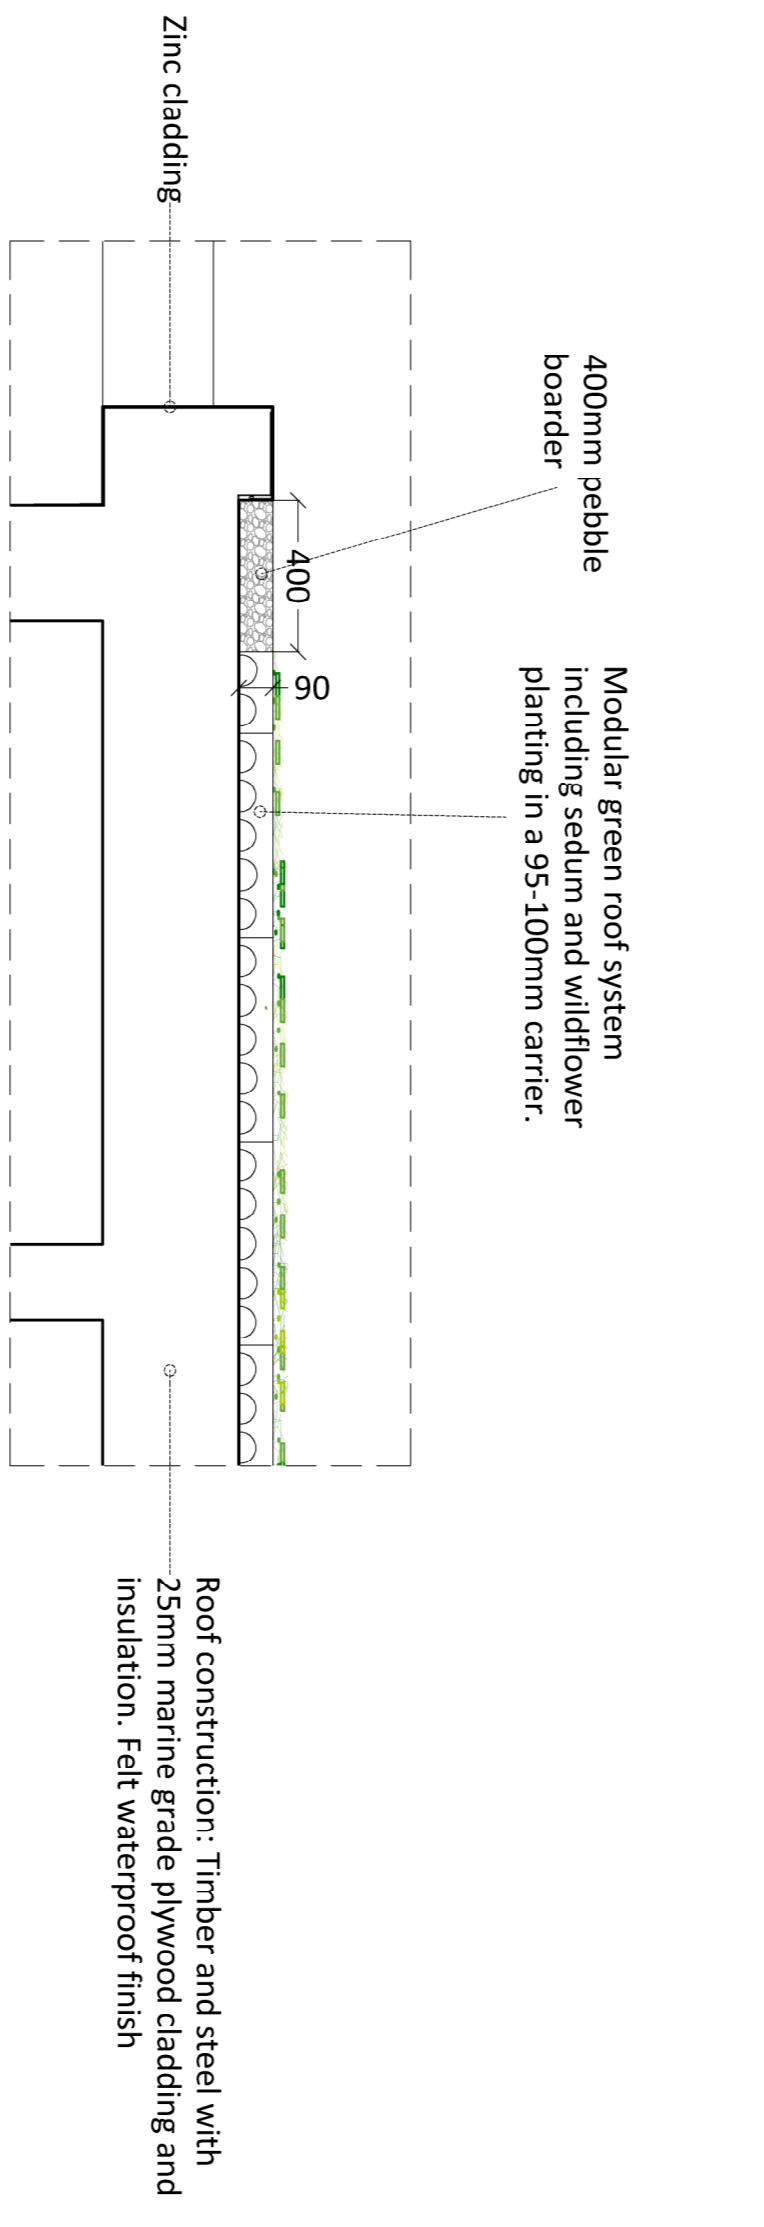 400mm pebble
boarder
Modular green roof system
including sedum and wildflower
planting in a 95-100mm carrier.
400
90
Zinc cladding
Roof construction: Timber and steel with
25mm marine grade plywood cladding and
insulation. Felt waterproof finish